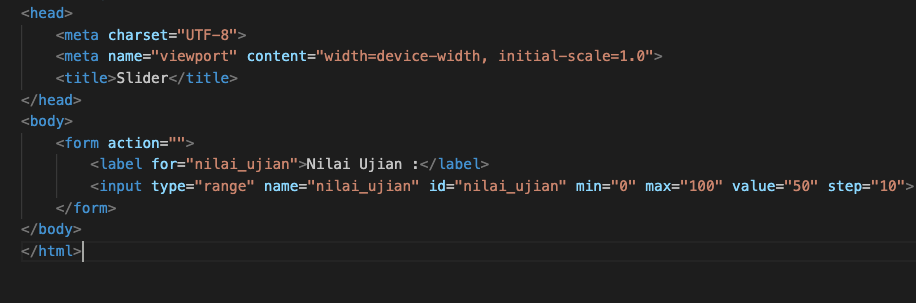 <head>
    <meta charset="UTF-8">
    <meta name="viewport" content="width=device-width, initial-scale=1.0">
    <title>Slider</title>
</head>
<body>
    <form action="">
        <label for="nilai_ujian">Nilai Ujian :</label>
        <input type="range" name="nilai_ujian" id="nilai_ujian" min="0" max="100" value="50" step="10">
    </form>
</body>
</html>